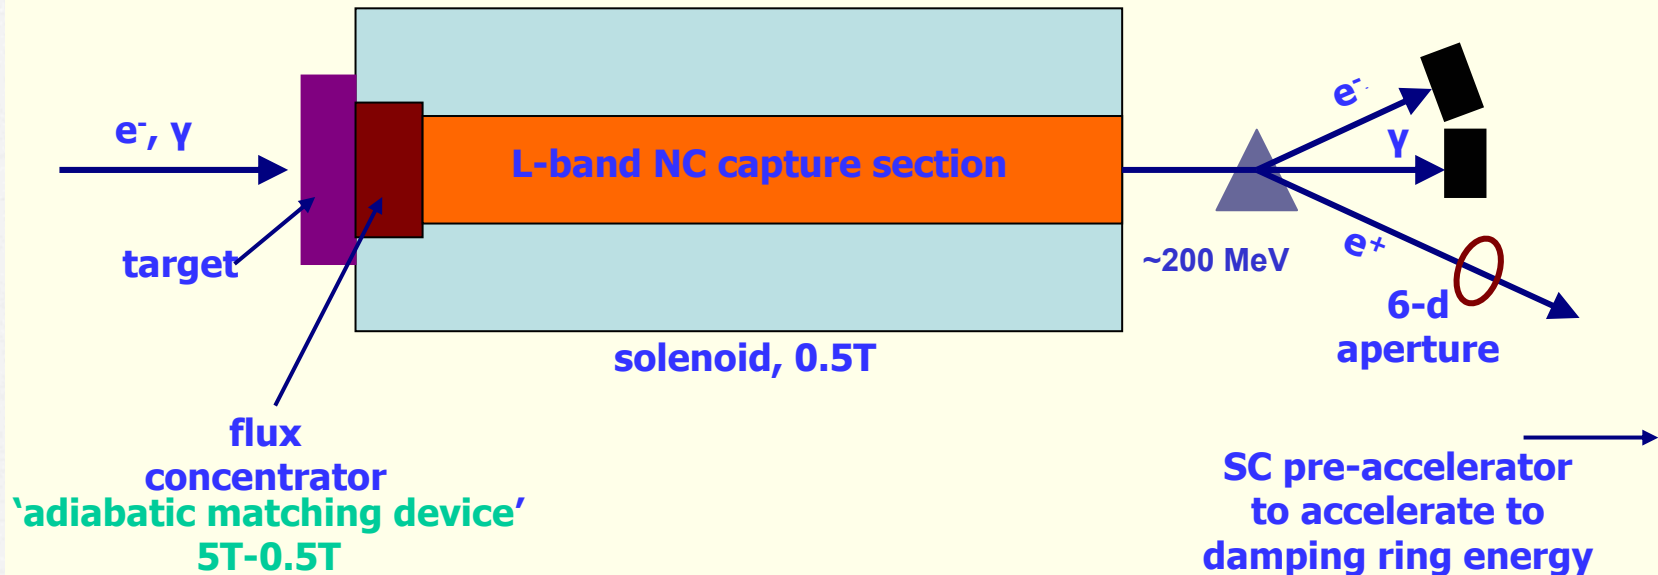 e⁻, γ
target
L-band NC capture section
solenoid, 0.5T
flux
concentrator
‘adiabatic matching device’
5T-0.5T
e⁻
γ
e+
~200 MeV
6-d
aperture
SC pre-accelerator
to accelerate to
damping ring energy